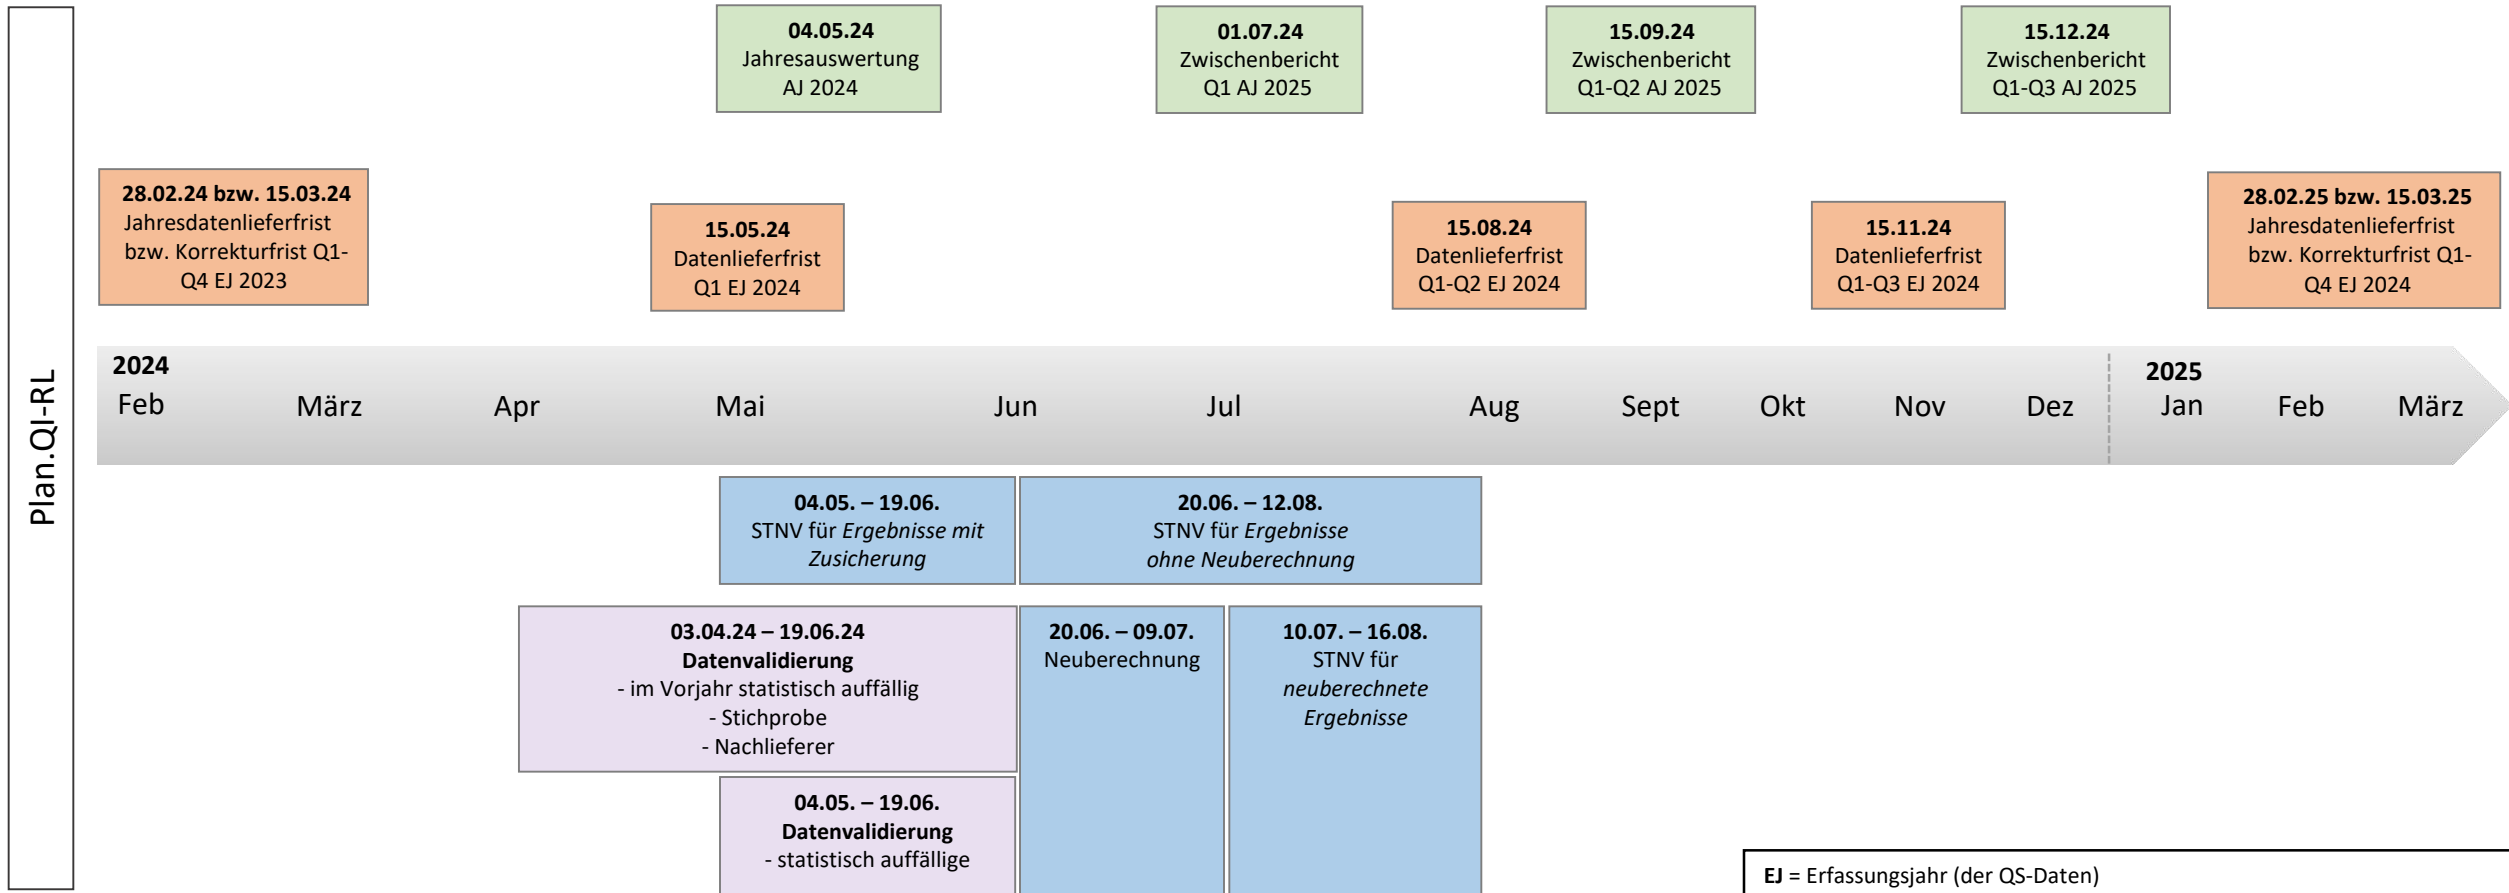 Plan.QI-RL
04.05.24
Jahresauswertung
AJ 2024
01.07.24
Zwischenbericht
Q1 AJ 2025
15.09.24
Zwischenbericht
Q1-Q2 AJ 2025
15.12.24
Zwischenbericht
Q1-Q3 AJ 2025
28.02.24 bzw. 15.03.24
Jahresdatenlieferfrist
bzw. Korrekturfrist Q1-
Q4 EJ 2023
15.05.24
Datenlieferfrist
Q1 EJ 2024
15.08.24
Datenlieferfrist
Q1-Q2 EJ 2024
15.11.24
Datenlieferfrist
Q1-Q3 EJ 2024
28.02.25 bzw. 15.03.25
Jahresdatenlieferfrist
bzw. Korrekturfrist Q1-
Q4 EJ 2024
2024 2025
Feb März Apr Mai Jun Jul Aug Sept Okt Nov Dez Jan Feb März
04.05. – 19.06.
STNV für Ergebnisse mit
Zusicherung
20.06. – 12.08.
STNV für Ergebnisse
ohne Neuberechnung
03.04.24 – 19.06.24
Datenvalidierung
- im Vorjahr statistisch auffällig
- Stichprobe
- Nachlieferer
20.06. – 09.07.
Neuberechnung
10.07. – 16.08.
STNV für
neuberechnete
Ergebnisse
04.05. – 19.06.
Datenvalidierung
- statistisch auffällige
EJ = Erfassungsjahr (der QS-Daten)